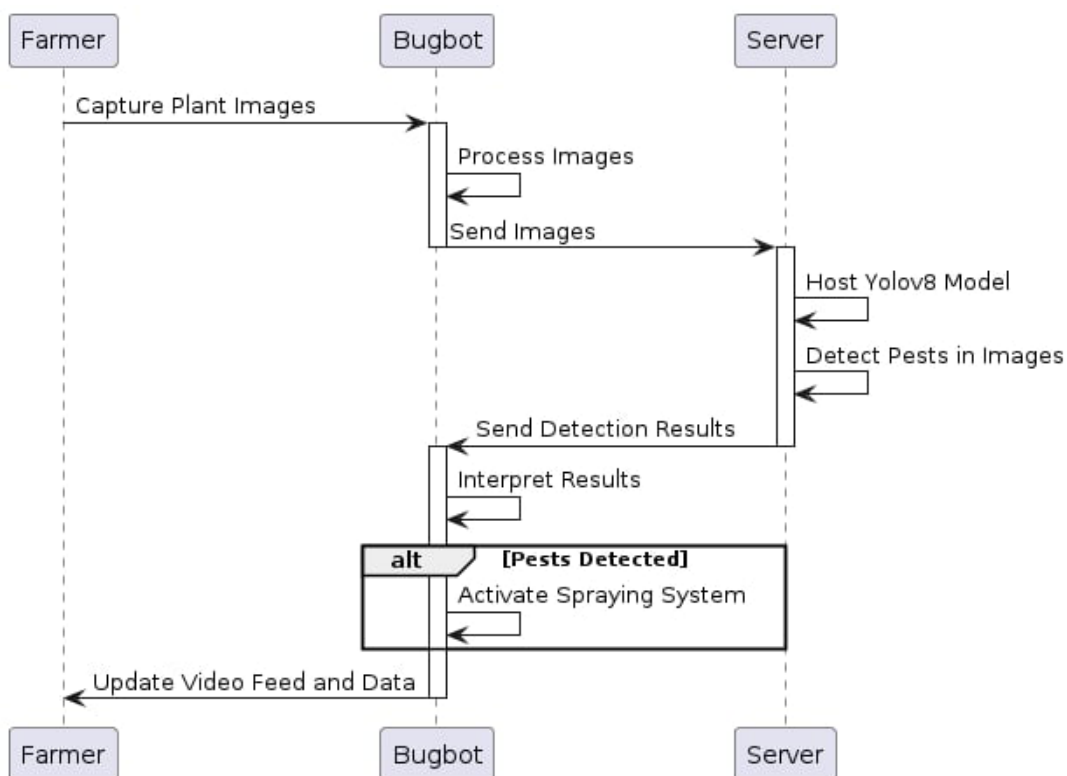 Farmer Bugbot Server
Capture Plant Images
Process Images
Send Images
Host Yolov8 Model
Detect Pests in Images
Send Detection Results
Interpret Results
alt [Pests Detected]
Activate Spraying System
Update Video Feed and Data
Farmer Bugbot Server